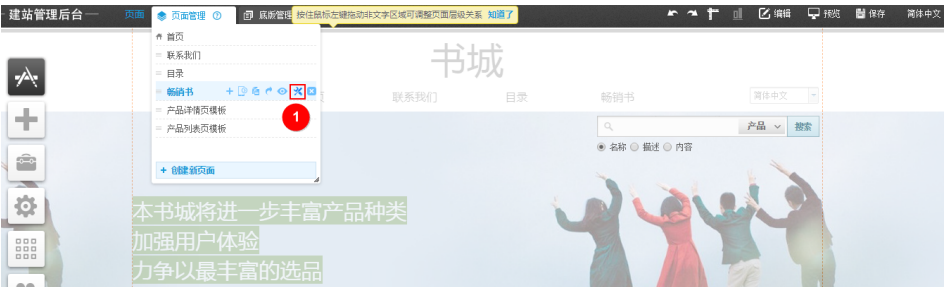 建站管理后台
页面
页面管理
底版管理
按住鼠标左键拖动非文字区域可调整页面层级关系 知道了
编辑
预览
保存
简体中文
首页
联系我们
目录
畅销书
产品详情页模板
产品列表页模板
+ 创建新页面
1
书城
页
联系我们
目录
畅销书
简体中文
产品
搜索
名称 描述 内容
本书城将进一步丰富产品种类
加强用户体验
力争以最丰富的选品